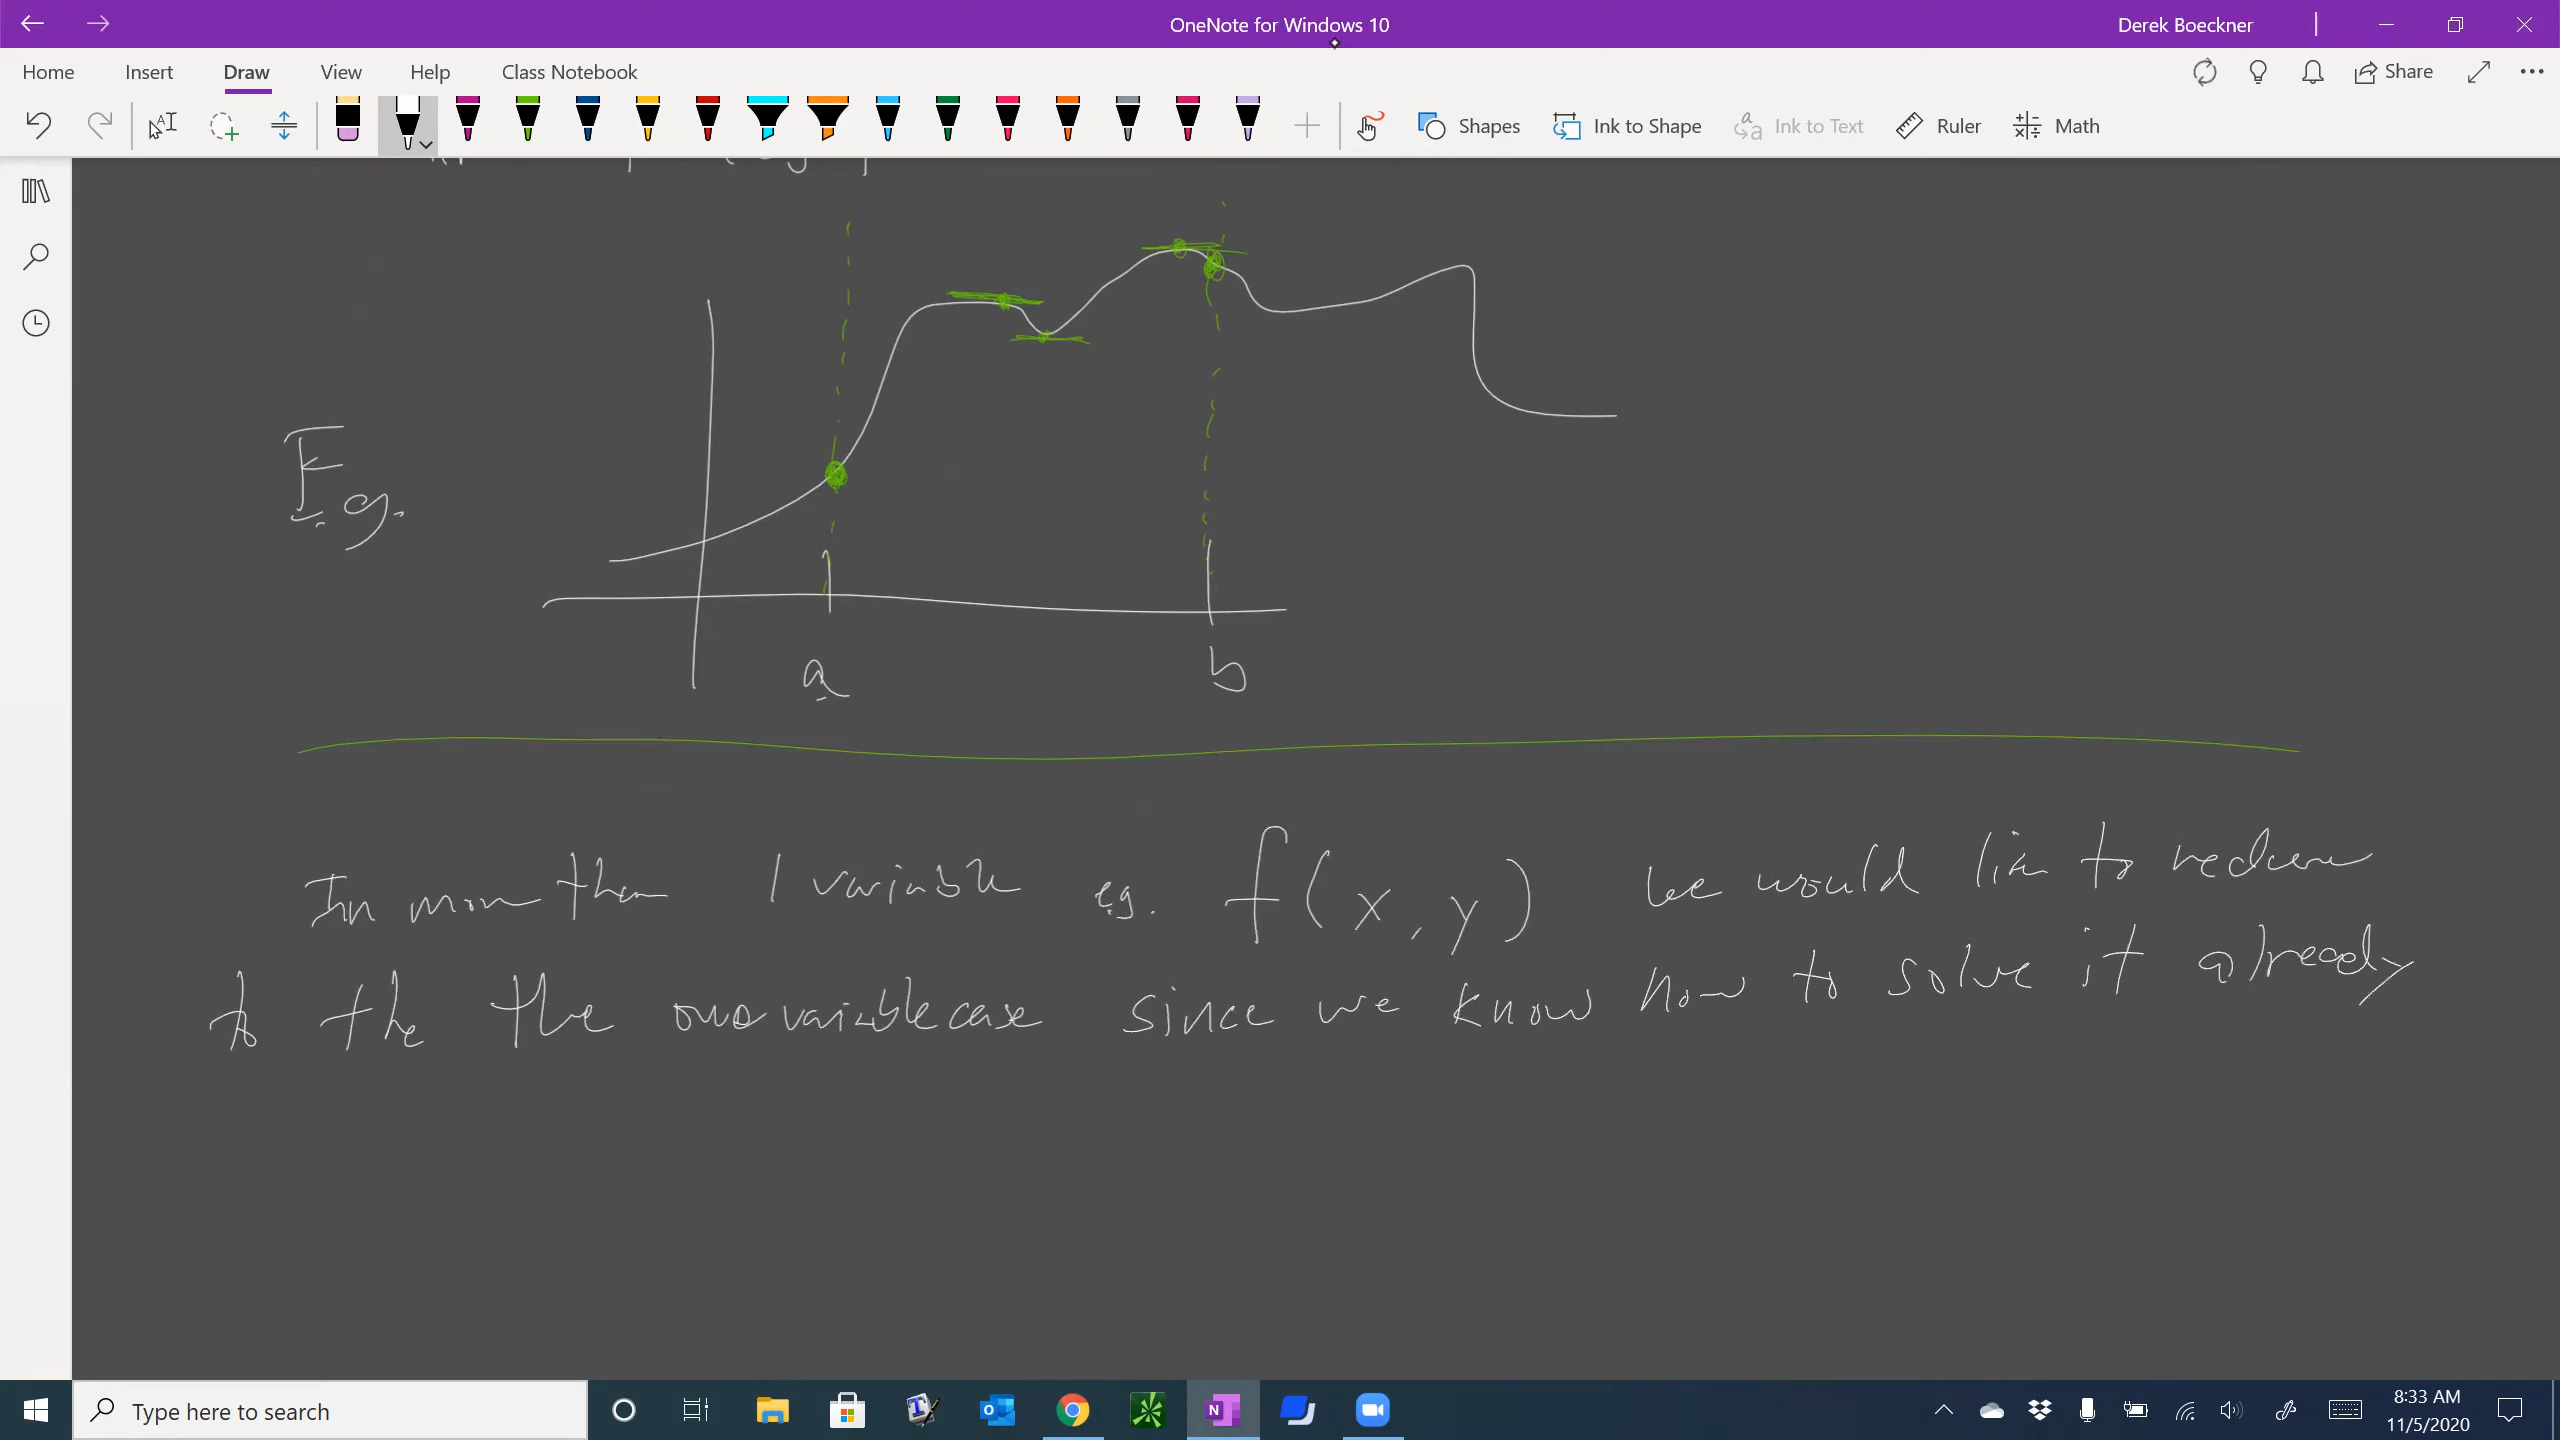 OneNote for Windows 10
Derek Boeckner
Home Insert Draw View Help Class Notebook
Share
Shapes Ink to Shape Ink to Text Ruler Math
E.g.
a b
In more than 1 variable eg. f(x,y) we would like to reduce
to the the one variable case since we know how to solve it already
Type here to search
8:33 AM
11/5/2020